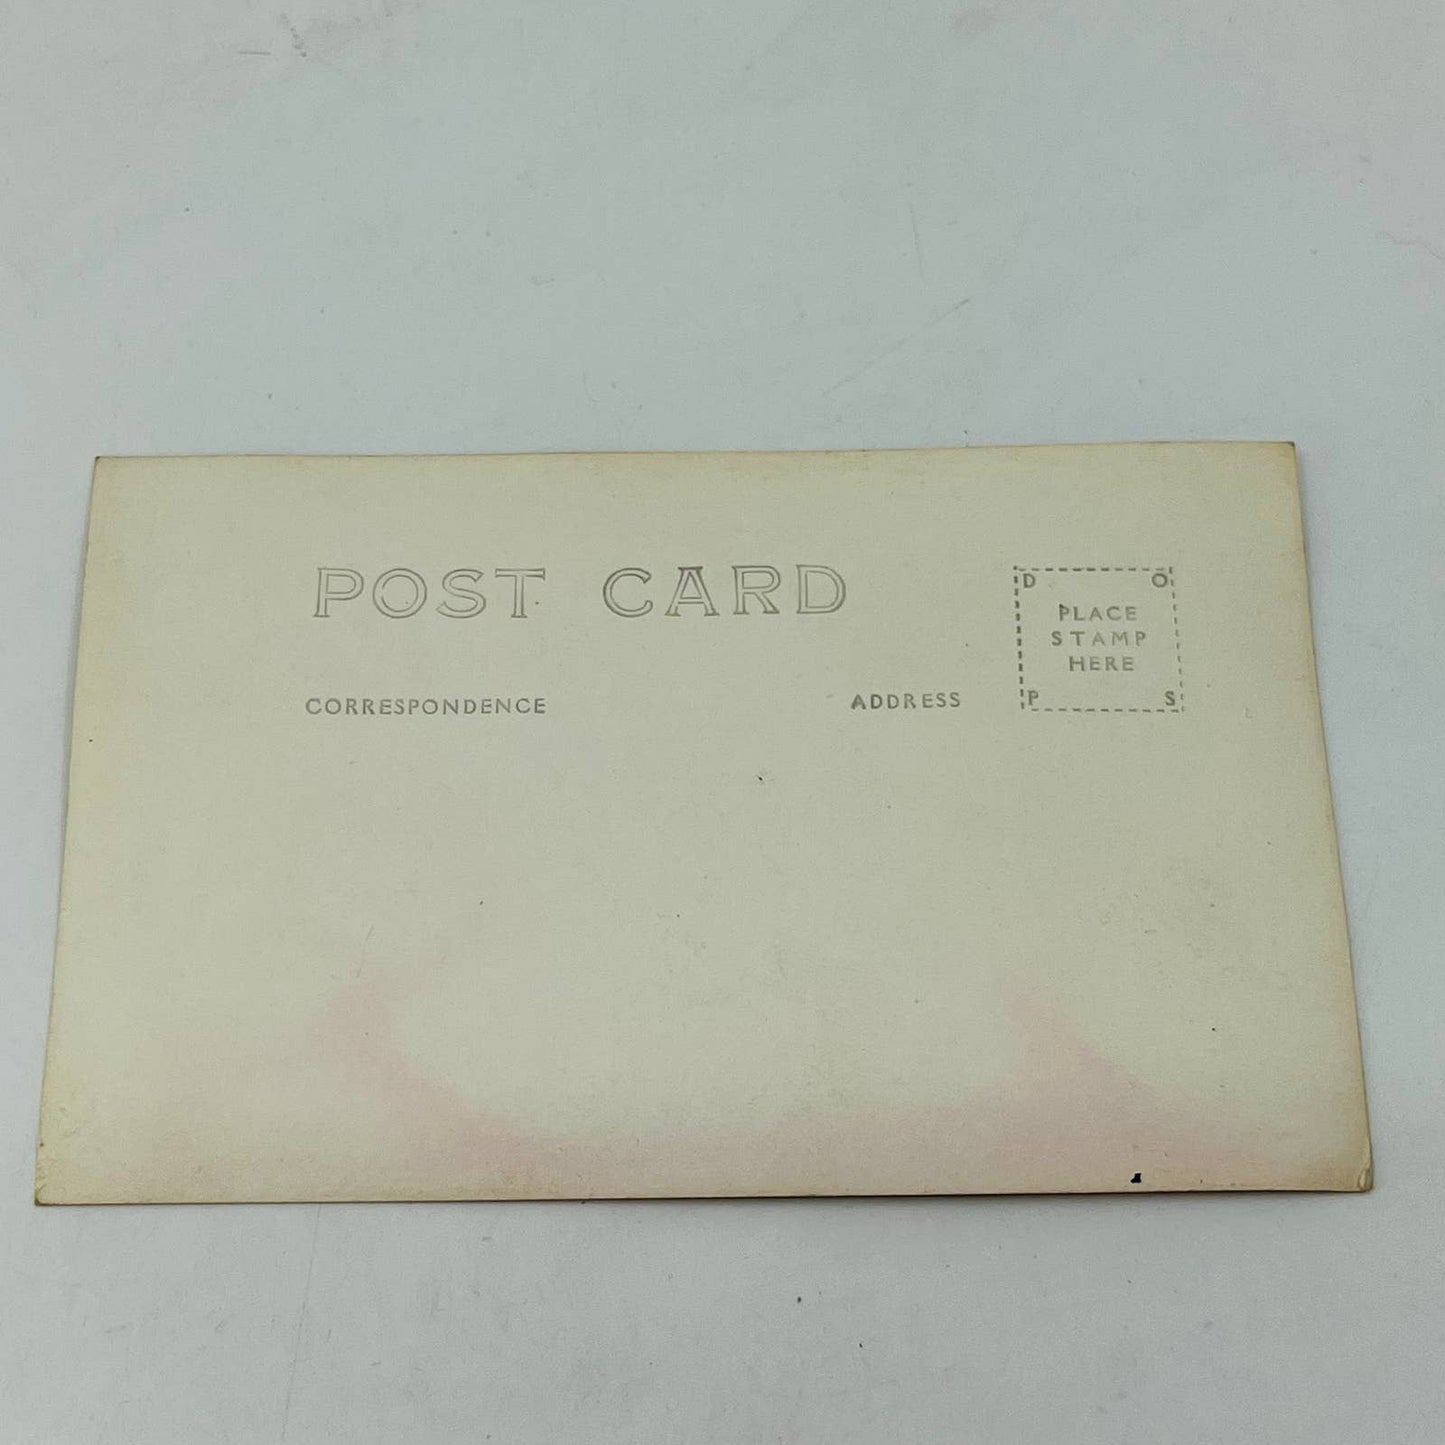 POST CARD
D O
PLACE
STAMP
HERE
P S
CORRESPONDENCE
ADDRESS